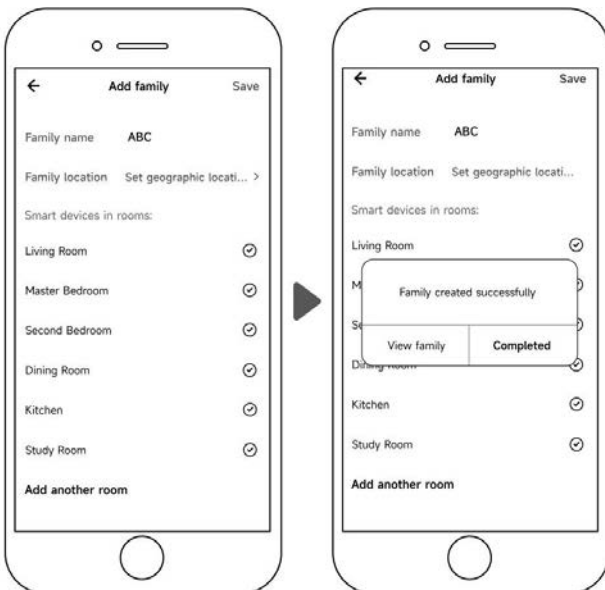 Add family Save
Family name ABC
Family location Set geographic locati... >
Smart devices in rooms:
Living Room
Master Bedroom
Second Bedroom
Dining Room
Kitchen
Study Room
Add another room
Add family Save
Family name ABC
Family location Set geographic locati...
Smart devices in rooms:
Living Room
M
Family created successfully
Se
View family Completed
Dining Room
Kitchen
Study Room
Add another room